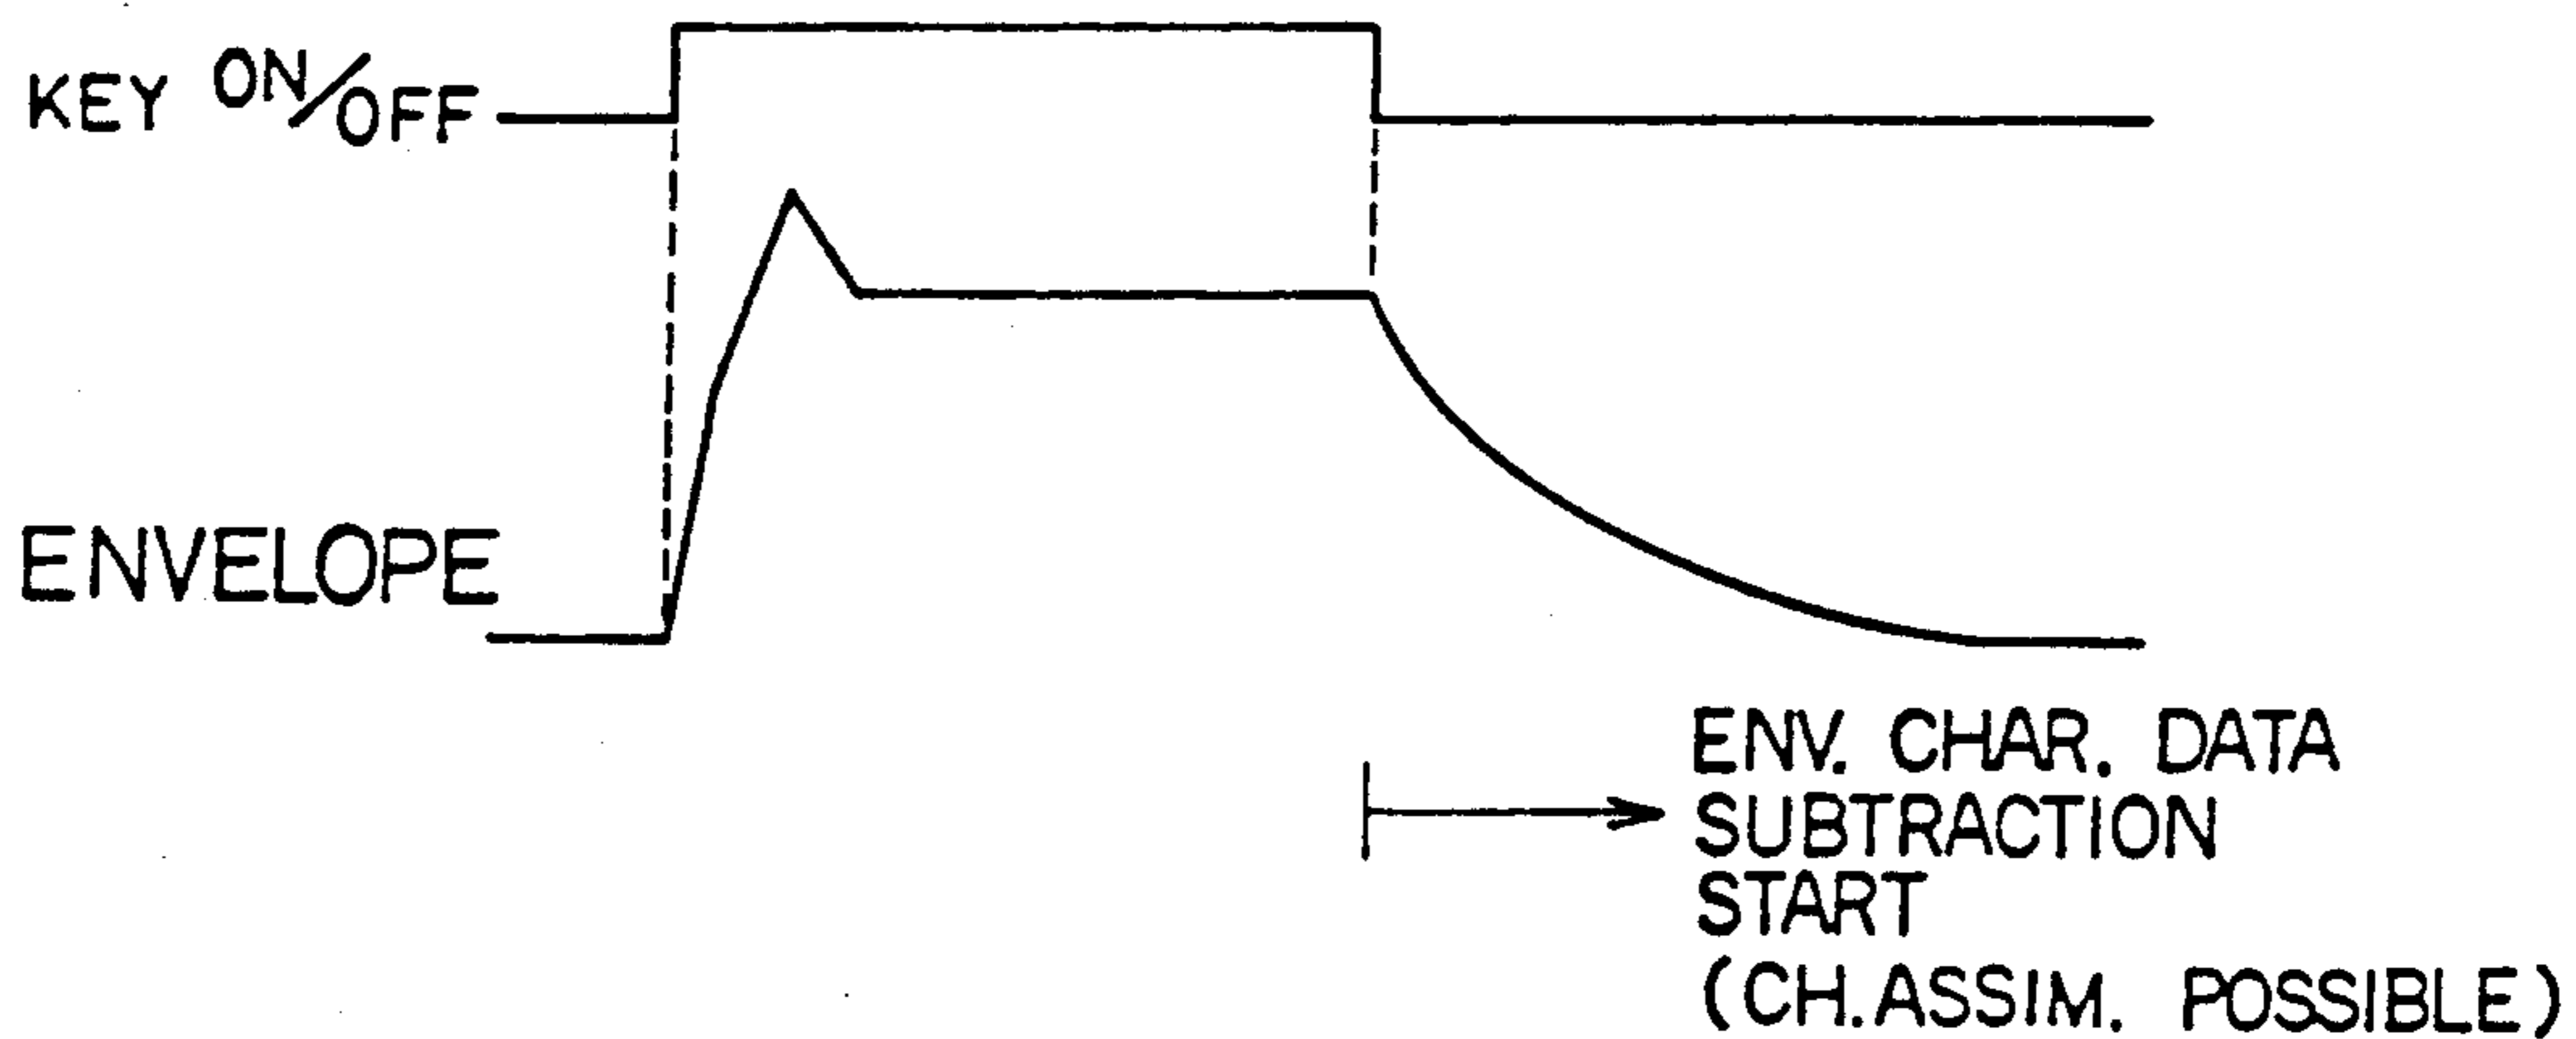 KEY ON/OFF
ENVELOPE
ENV. CHAR. DATA
SUBTRACTION
START
(CH.ASSIM. POSSIBLE)